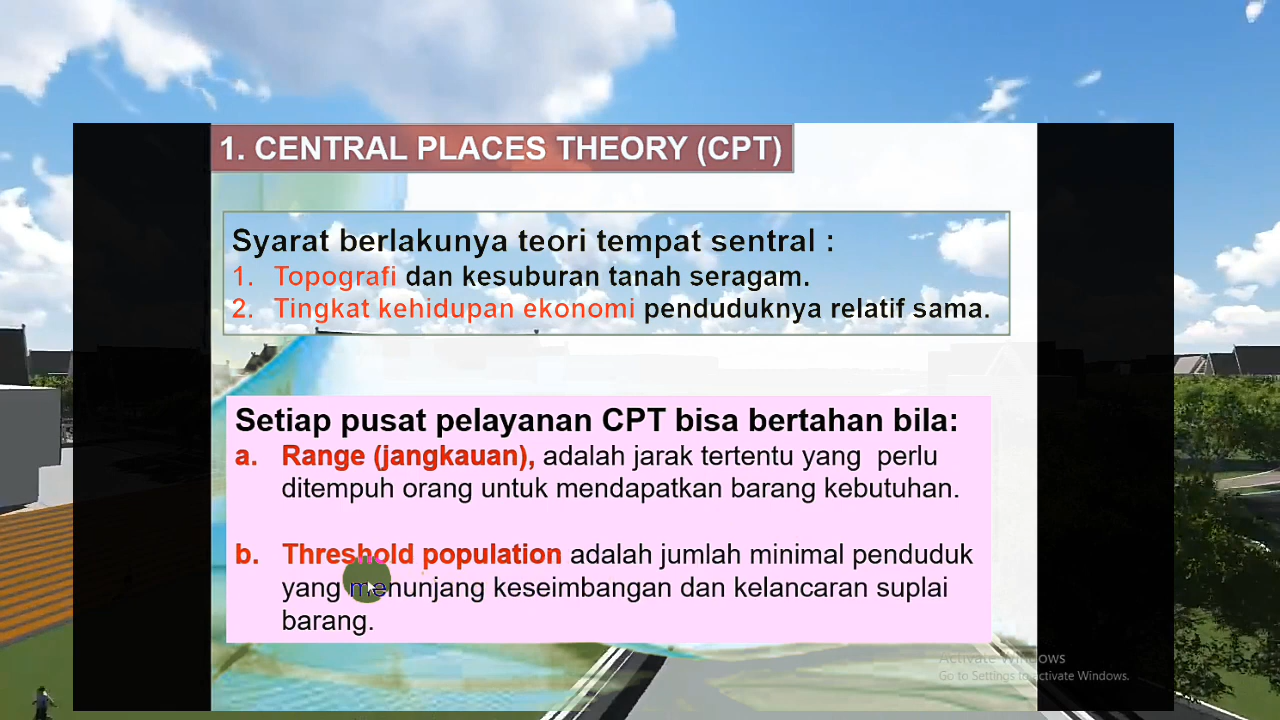 1. CENTRAL PLACES THEORY (CPT)
Syarat berlakunya teori tempat sentral :
1. Topografi dan kesuburan tanah seragam.
2. Tingkat kehidupan ekonomi penduduknya relatif sama.
Setiap pusat pelayanan CPT bisa bertahan bila:
a. Range (jangkauan), adalah jarak tertentu yang perlu
ditempuh orang untuk mendapatkan barang kebutuhan.
b. Threshold population adalah jumlah minimal penduduk
yang menunjang keseimbangan dan kelancaran suplai
barang.
Activate Windows
Go to Settings to activate Windows.